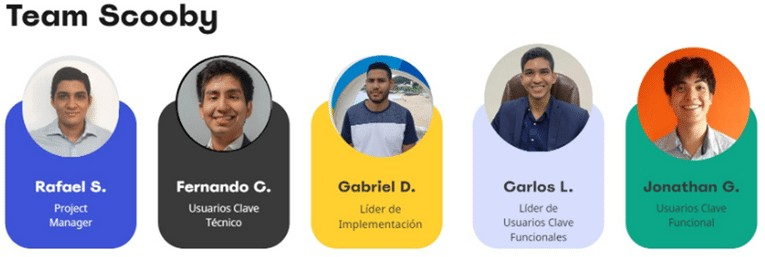 Team Scooby
Rafael S.
Project
Manager
Fernando C.
Usuarios Clave
Técnico
Gabriel D.
Líder de
Implementación
Carlos L.
Líder de
Usuarios Clave
Funcionales
Jonathan G.
Usuarios Clave
Funcional